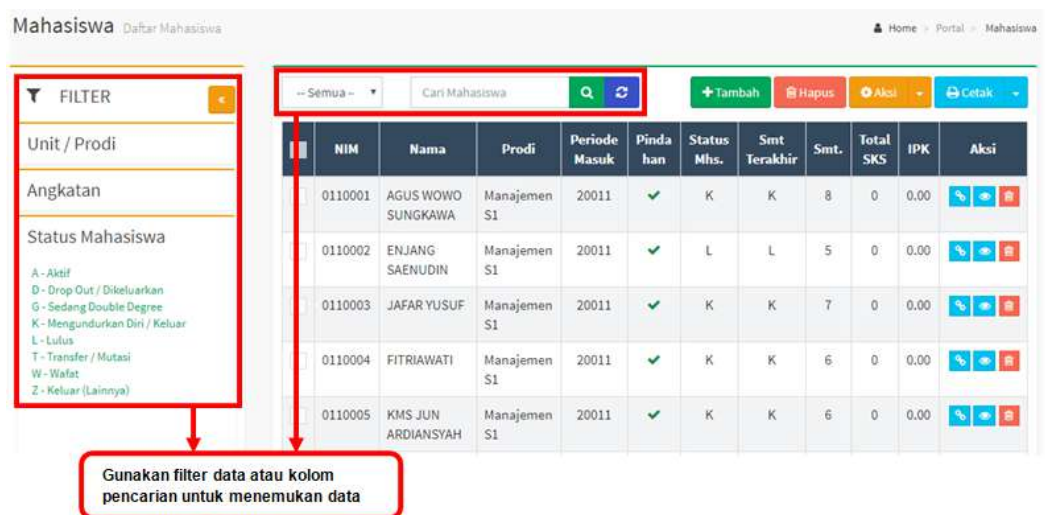 Mahasiswa Daftar Mahasiswa
Home > Portal > Mahasiswa
FILTER
Unit / Prodi
Angkatan
Status Mahasiswa
A - Aktif
D - Drop Out / Dikeluarkan
G - Sedang Double Degree
K - Mengundurkan Diri / Keluar
L - Lulus
T - Transfer / Mutasi
W - Wafat
Z - Keluar (Lainnya)
-- Semua -- Cari Mahasiswa Tambah Hapus Aksi Cetak
NIM Nama Prodi Periode Masuk Pinda han Status Mhs. Smt Terakhir Smt. Total SKS IPK Aksi
0110001 AGUS WOWO SUNGKAWA Manajemen S1 20011 ✔ K K 8 0 0.00
0110002 ENJANG SAENUDIN Manajemen S1 20011 ✔ L L 5 0 0.00
0110003 JAFAR YUSUF Manajemen S1 20011 ✔ K K 7 0 0.00
0110004 FITRIAWATI Manajemen S1 20011 ✔ K K 6 0 0.00
0110005 KMS JUN ARDIANSYAH Manajemen S1 20011 ✔ K K 6 0 0.00
Gunakan filter data atau kolom
pencarian untuk menemukan data